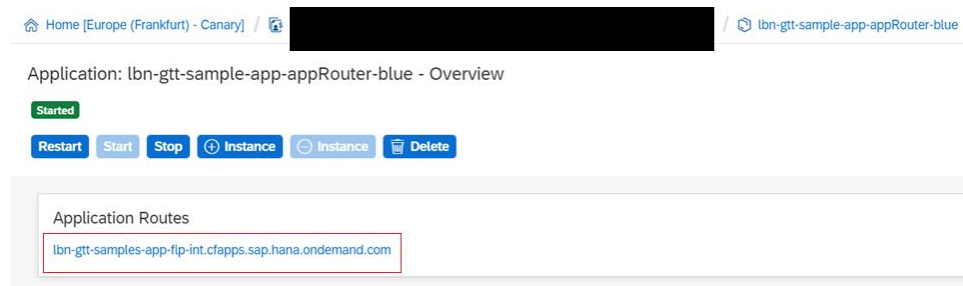 Home [Europe (Frankfurt) - Canary] / / lbn-gtt-sample-app-appRouter-blue
Application: lbn-gtt-sample-app-appRouter-blue - Overview
Started
Restart Start Stop Instance Instance Delete
Application Routes
lbn-gtt-samples-app-flp-int.cfapps.sap.hana.ondemand.com